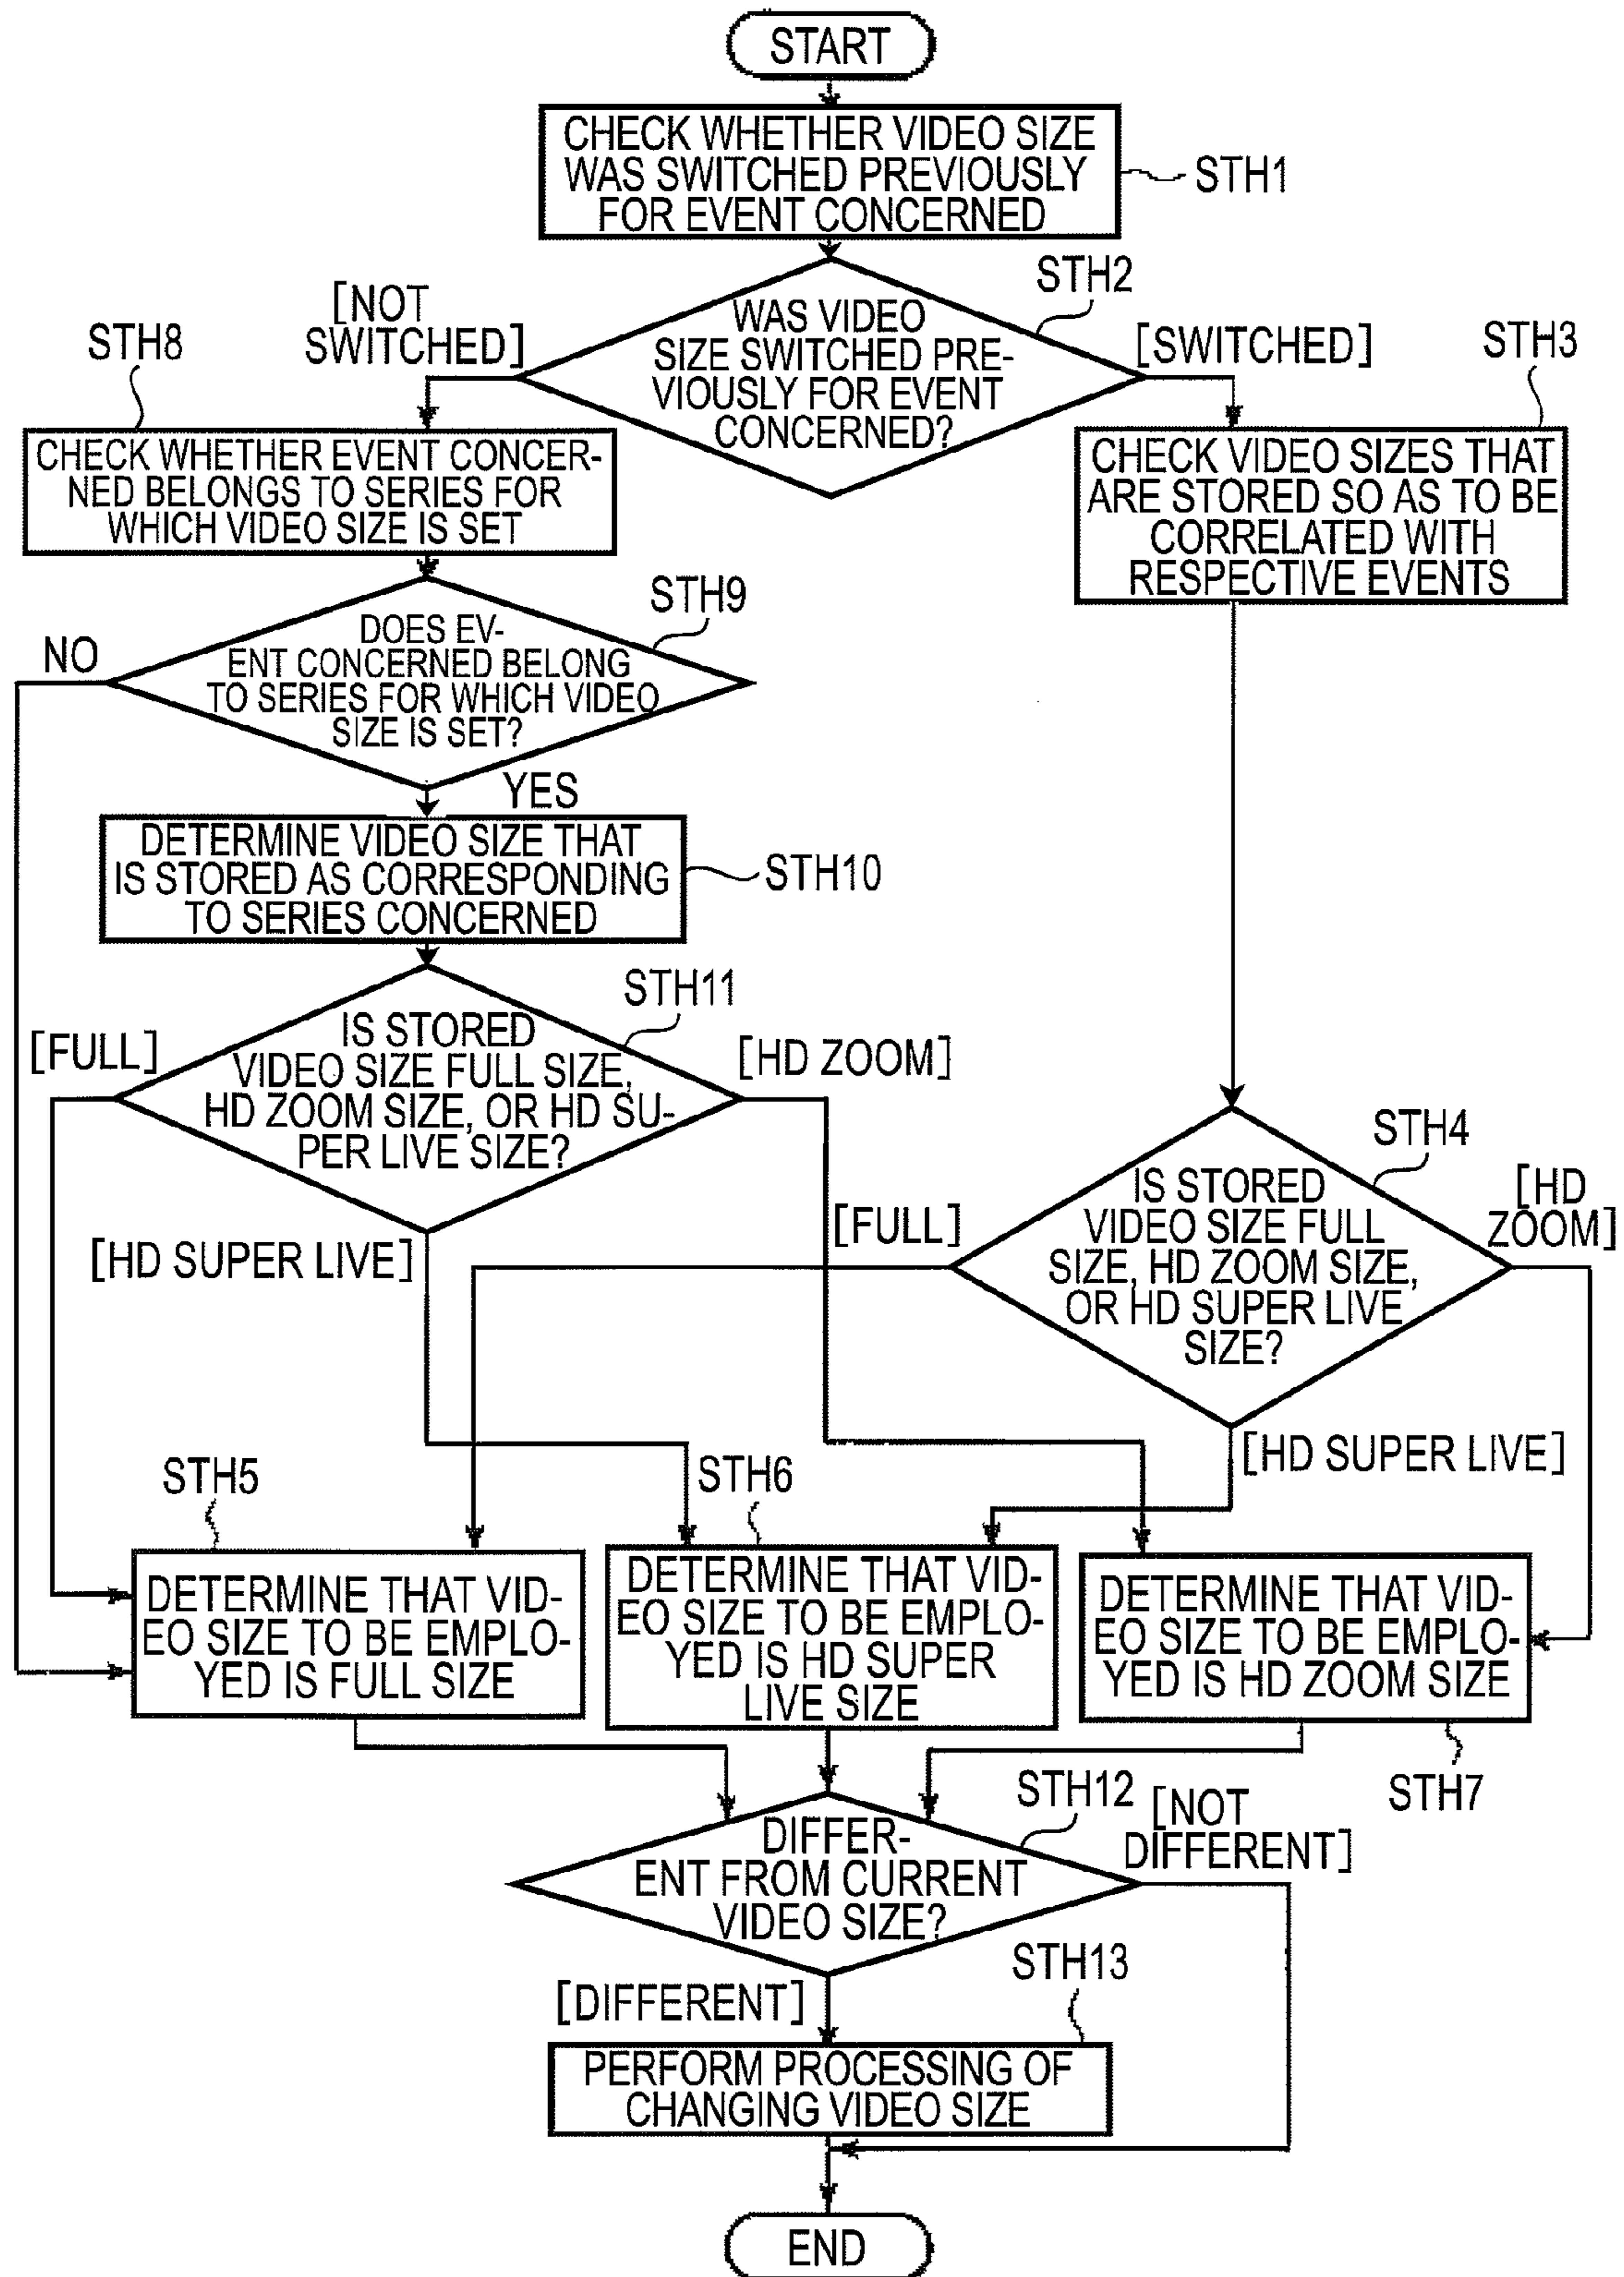 START
CHECK WHETHER VIDEO SIZE
WAS SWITCHED PREVIOUSLY
FOR EVENT CONCERNED
STH1
STH2
WAS VIDEO
SIZE SWITCHED PRE-
VIOUSLY FOR EVENT
CONCERNED?
[NOT
SWITCHED]
[SWITCHED]
STH8
CHECK WHETHER EVENT CONCER-
NED BELONGS TO SERIES FOR
WHICH VIDEO SIZE IS SET
STH3
CHECK VIDEO SIZES THAT
ARE STORED SO AS TO BE
CORRELATED WITH
RESPECTIVE EVENTS
STH9
DOES EV-
ENT CONCERNED BELONG
TO SERIES FOR WHICH VIDEO
SIZE IS SET?
NO
YES
DETERMINE VIDEO SIZE THAT
IS STORED AS CORRESPONDING
TO SERIES CONCERNED
STH10
STH11
IS STORED
VIDEO SIZE FULL SIZE,
HD ZOOM SIZE, OR HD SU-
PER LIVE SIZE?
[FULL]
[HD ZOOM]
[HD SUPER LIVE]
STH4
IS STORED
VIDEO SIZE FULL
SIZE, HD ZOOM SIZE,
OR HD SUPER LIVE
SIZE?
[FULL]
[HD
ZOOM]
[HD SUPER LIVE]
STH5
DETERMINE THAT VID-
EO SIZE TO BE EMPLO-
YED IS FULL SIZE
STH6
DETERMINE THAT VID-
EO SIZE TO BE EMPLO-
YED IS HD SUPER
LIVE SIZE
DETERMINE THAT VID-
EO SIZE TO BE EMPLO-
YED IS HD ZOOM SIZE
STH7
STH12
DIFFER-
ENT FROM CURRENT
VIDEO SIZE?
[NOT
DIFFERENT]
[DIFFERENT]
STH13
PERFORM PROCESSING OF
CHANGING VIDEO SIZE
END